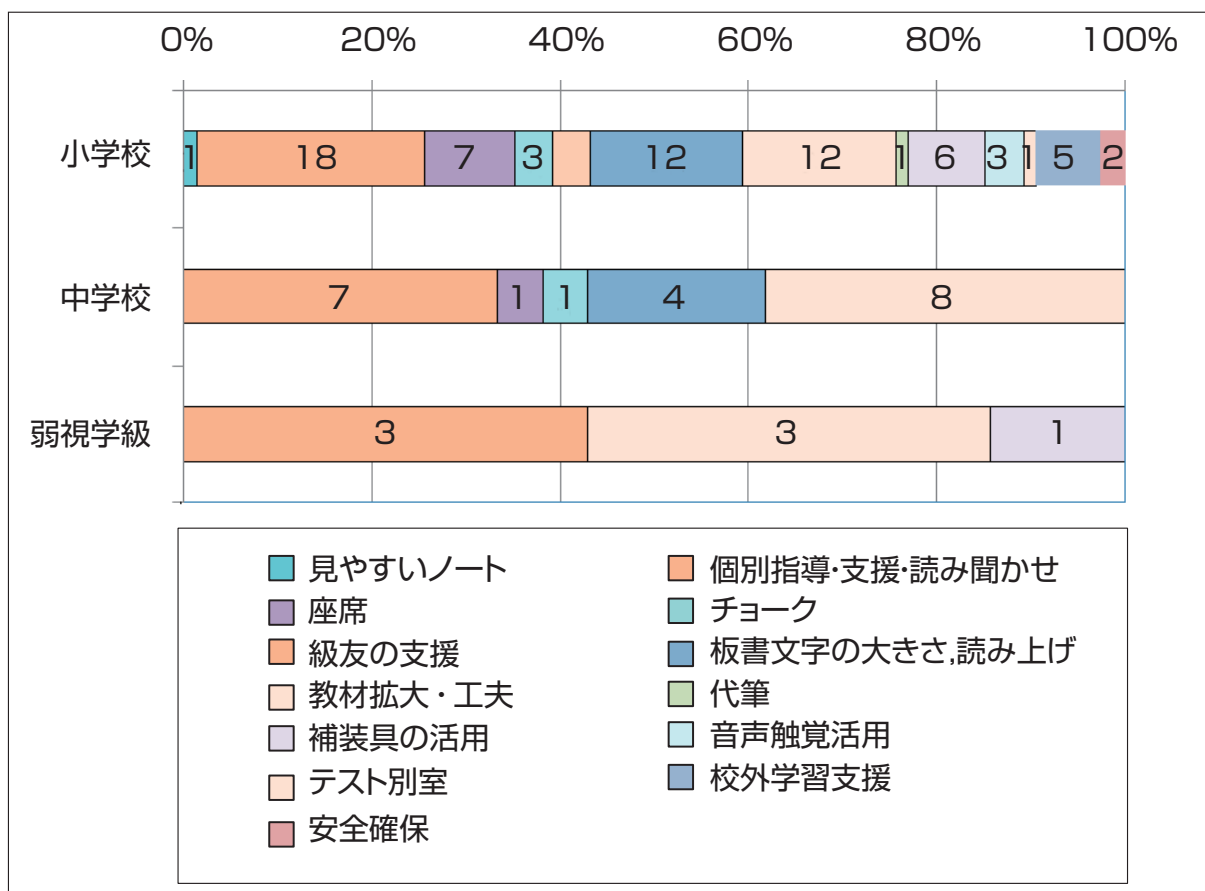 0% 20% 40% 60% 80% 100%
小学校 1 18 7 3 12 12 1 6 3 1 5 2
中学校 7 1 1 4 8
弱視学級 3 3 1
見やすいノート 個別指導・支援・読み聞かせ
座席 チョーク
級友の支援 板書文字の大きさ,読み上げ
教材拡大・工夫 代筆
補装具の活用 音声触覚活用
テスト別室 校外学習支援
安全確保